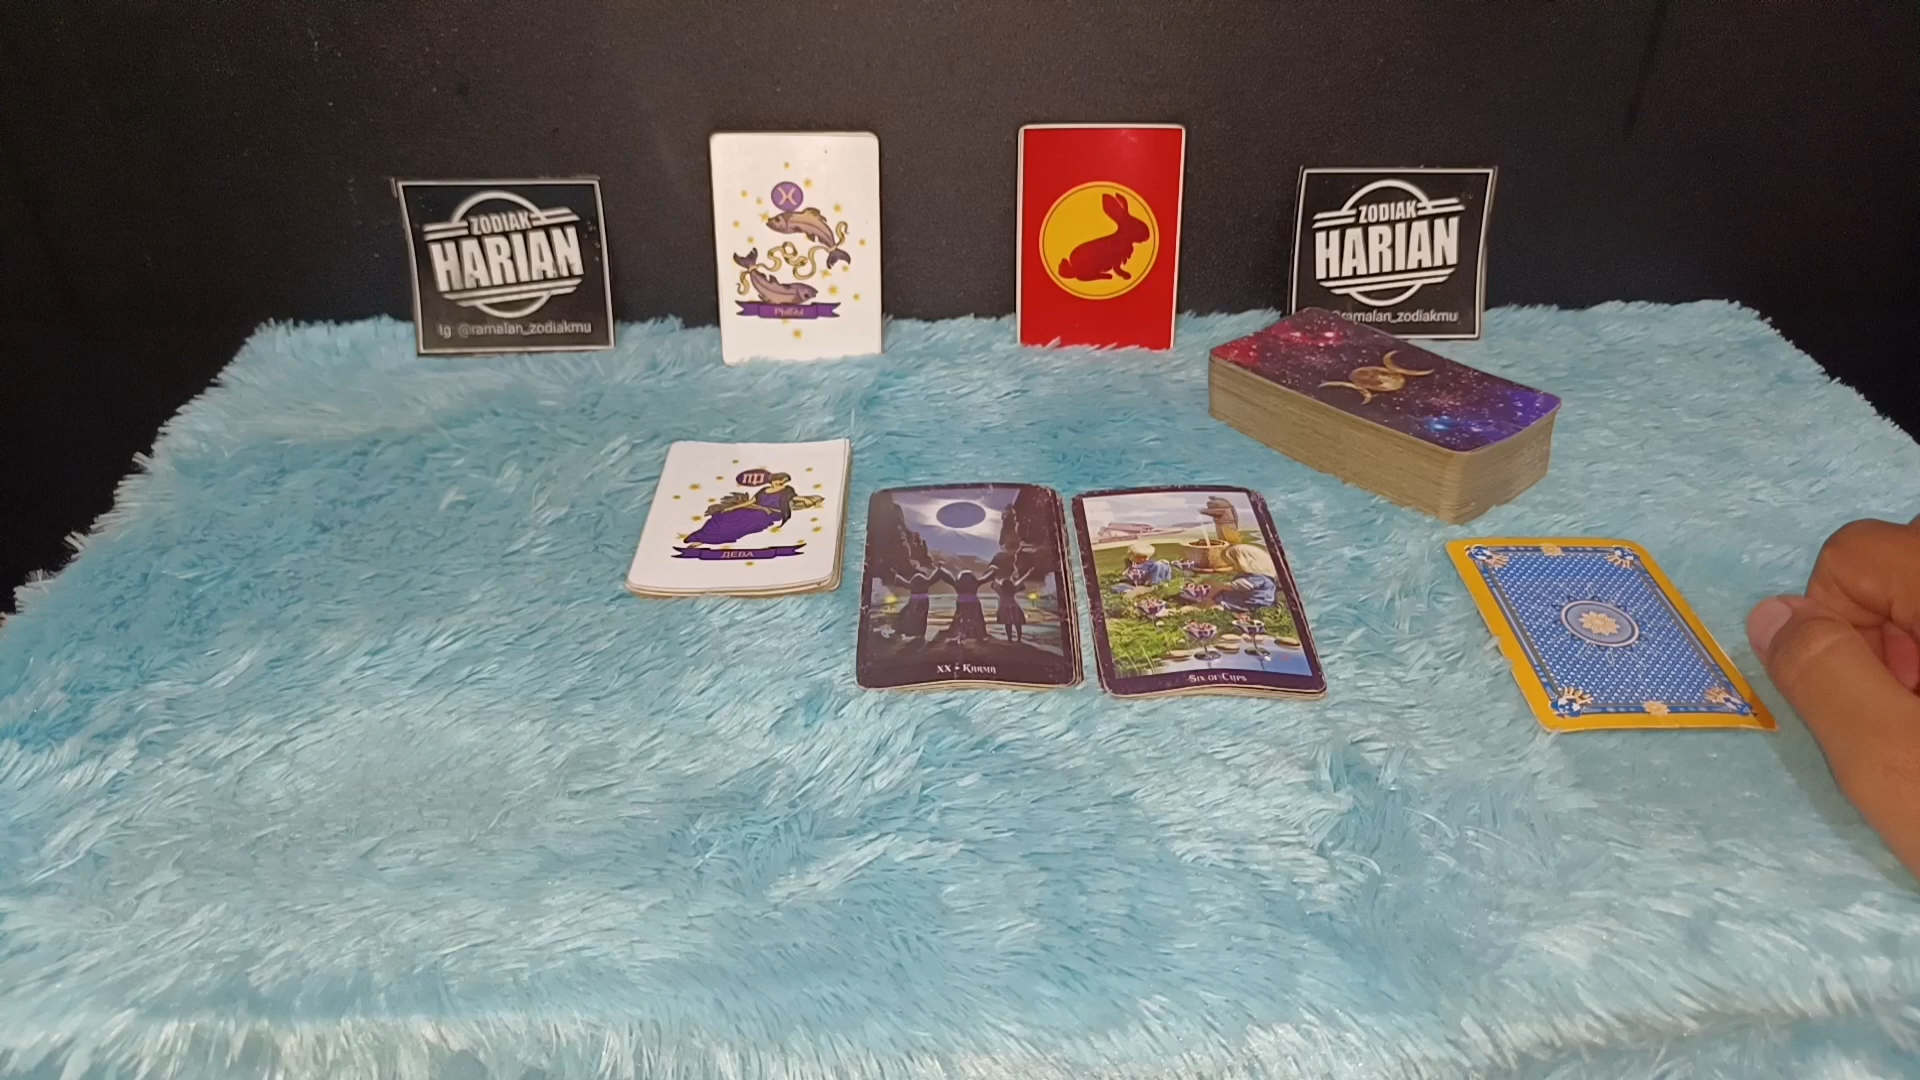 ZODIAK
HARIAN
Ig: @ramalan_zodiakmu
РЫБЫ
ZODIAK
HARIAN
@ramalan_zodiakmu
ДЕВА
XX KARMA
SIX OF CUPS